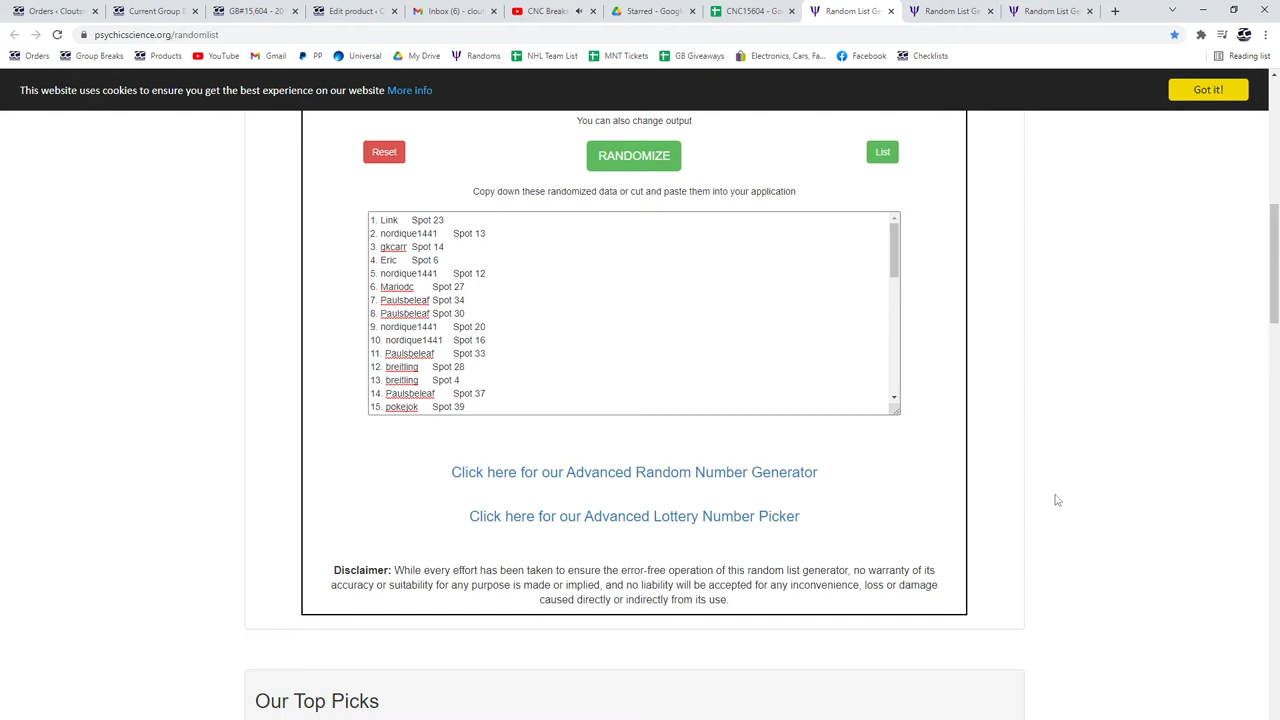 Orders ‹ Clouts
Current Group E
GB#15,604 - 201
Edit product ‹ C
Inbox (6) - clout
CNC Breaks
Starred - Google
CNC15604 - G
Random List Ge
Random List Ge
Random List Ge
psychicscience.org/randomlist
Orders
Group Breaks
Products
YouTube
Gmail
PP
Universal
My Drive
Randoms
NHL Team List
MNT Tickets
GB Giveaways
Electronics, Cars, Fa...
Facebook
Checklists
Reading list
This website uses cookies to ensure you get the best experience on our website More info
Got it!
You can also change output
Reset
RANDOMIZE
List
Copy down these randomized data or cut and paste them into your application
1. Link Spot 23
2. nordique1441 Spot 13
3. gkcarr Spot 14
4. Eric Spot 6
5. nordique1441 Spot 12
6. Mariodc Spot 27
7. Paulsbeleaf Spot 34
8. Paulsbeleaf Spot 30
9. nordique1441 Spot 20
10. nordique1441 Spot 16
11. Paulsbeleaf Spot 33
12. breitling Spot 28
13. breitling Spot 4
14. Paulsbeleaf Spot 37
15. pokejok Spot 39
Click here for our Advanced Random Number Generator
Click here for our Advanced Lottery Number Picker
Disclaimer: While every effort has been taken to ensure the error-free operation of this random list generator, no warranty of its
accuracy or suitability for any purpose is made or implied, and no liability will be accepted for any inconvenience, loss or damage
caused directly or indirectly from its use.
Our Top Picks